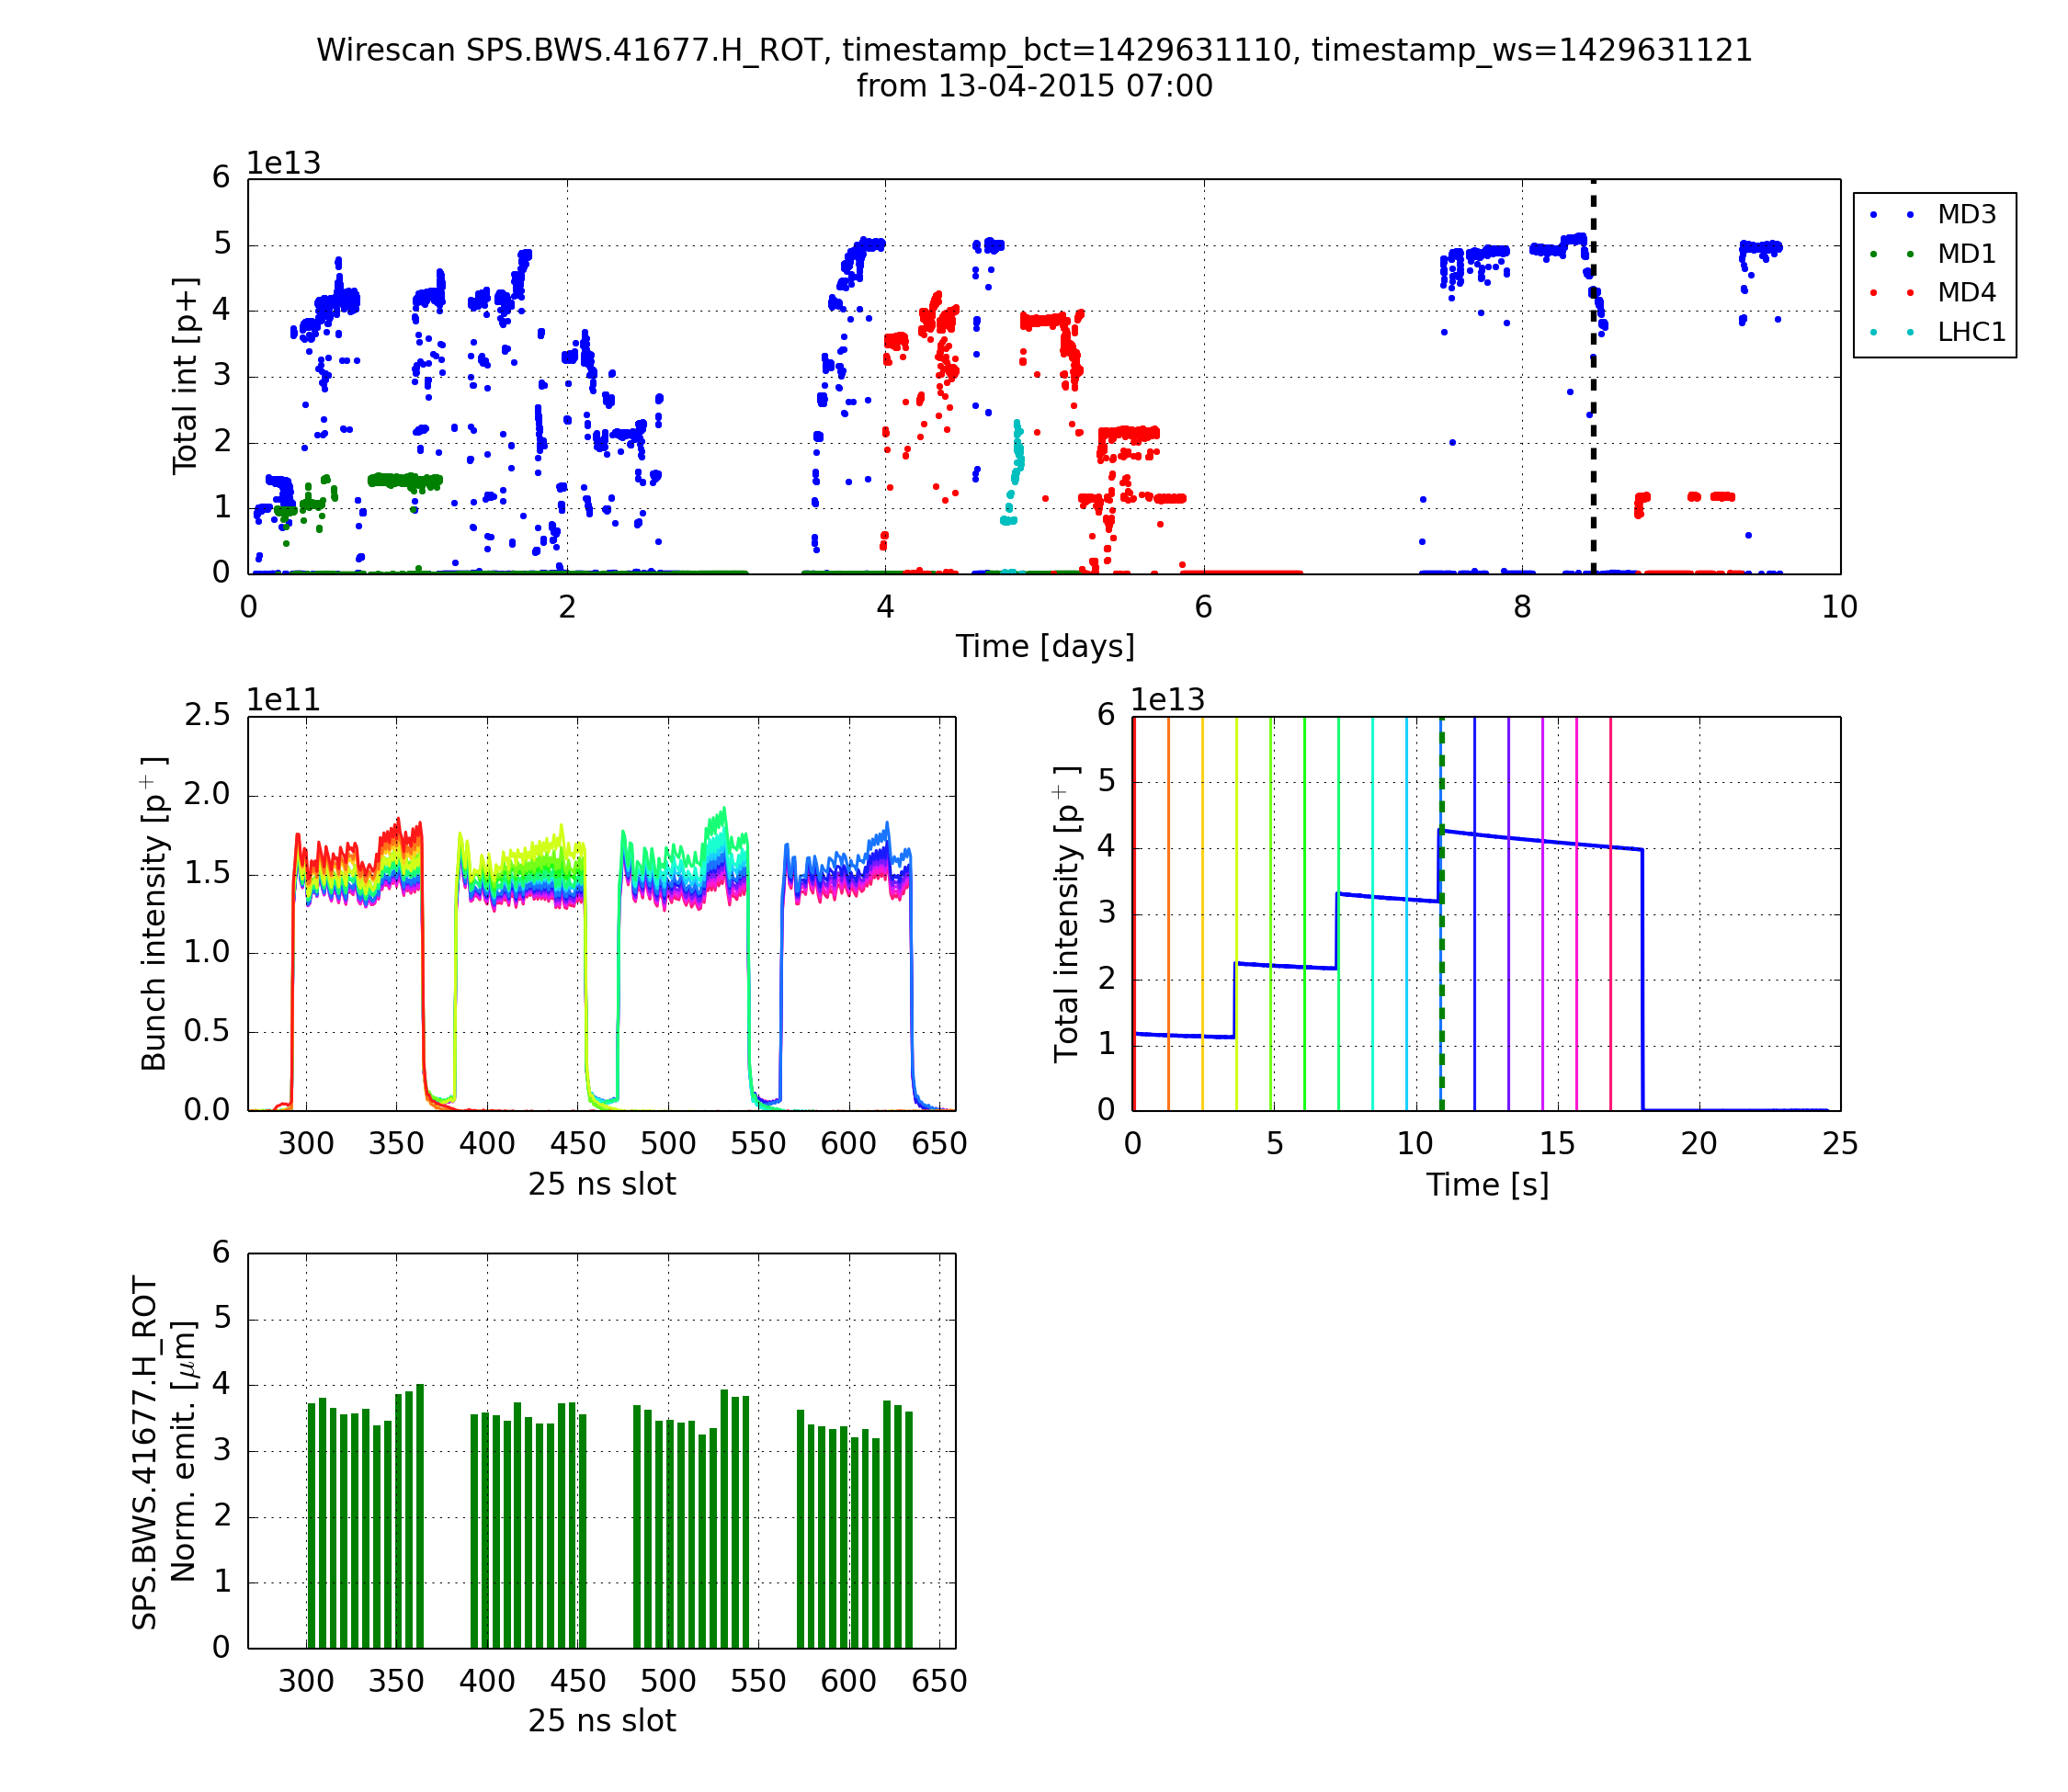 Wirescan SPS.BWS.41677.H_ROT, timestamp_bct=1429631110, timestamp_ws=1429631121
from 13-04-2015 07:00
1e13
6
5
4
3
2
1
0
Total int [p+]
0 2 4 6 8 10
Time [days]
MD3
MD1
MD4
LHC1
1e11
2.5
2.0
1.5
1.0
0.5
0.0
Bunch intensity [p⁺]
300 350 400 450 500 550 600 650
25 ns slot
1e13
6
5
4
3
2
1
0
Total intensity [p⁺]
0 5 10 15 20 25
Time [s]
6
5
4
3
2
1
0
SPS.BWS.41677.H_ROT
Norm. emit. [μm]
300 350 400 450 500 550 600 650
25 ns slot